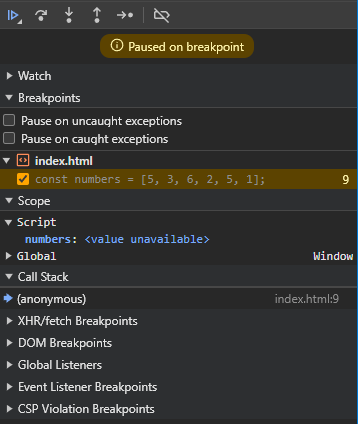 Paused on breakpoint
Watch
Breakpoints
Pause on uncaught exceptions
Pause on caught exceptions
index.html
const numbers = [5, 3, 6, 2, 5, 1]; 9
Scope
Script
numbers: <value unavailable>
Global Window
Call Stack
(anonymous) index.html:9
XHR/fetch Breakpoints
DOM Breakpoints
Global Listeners
Event Listener Breakpoints
CSP Violation Breakpoints